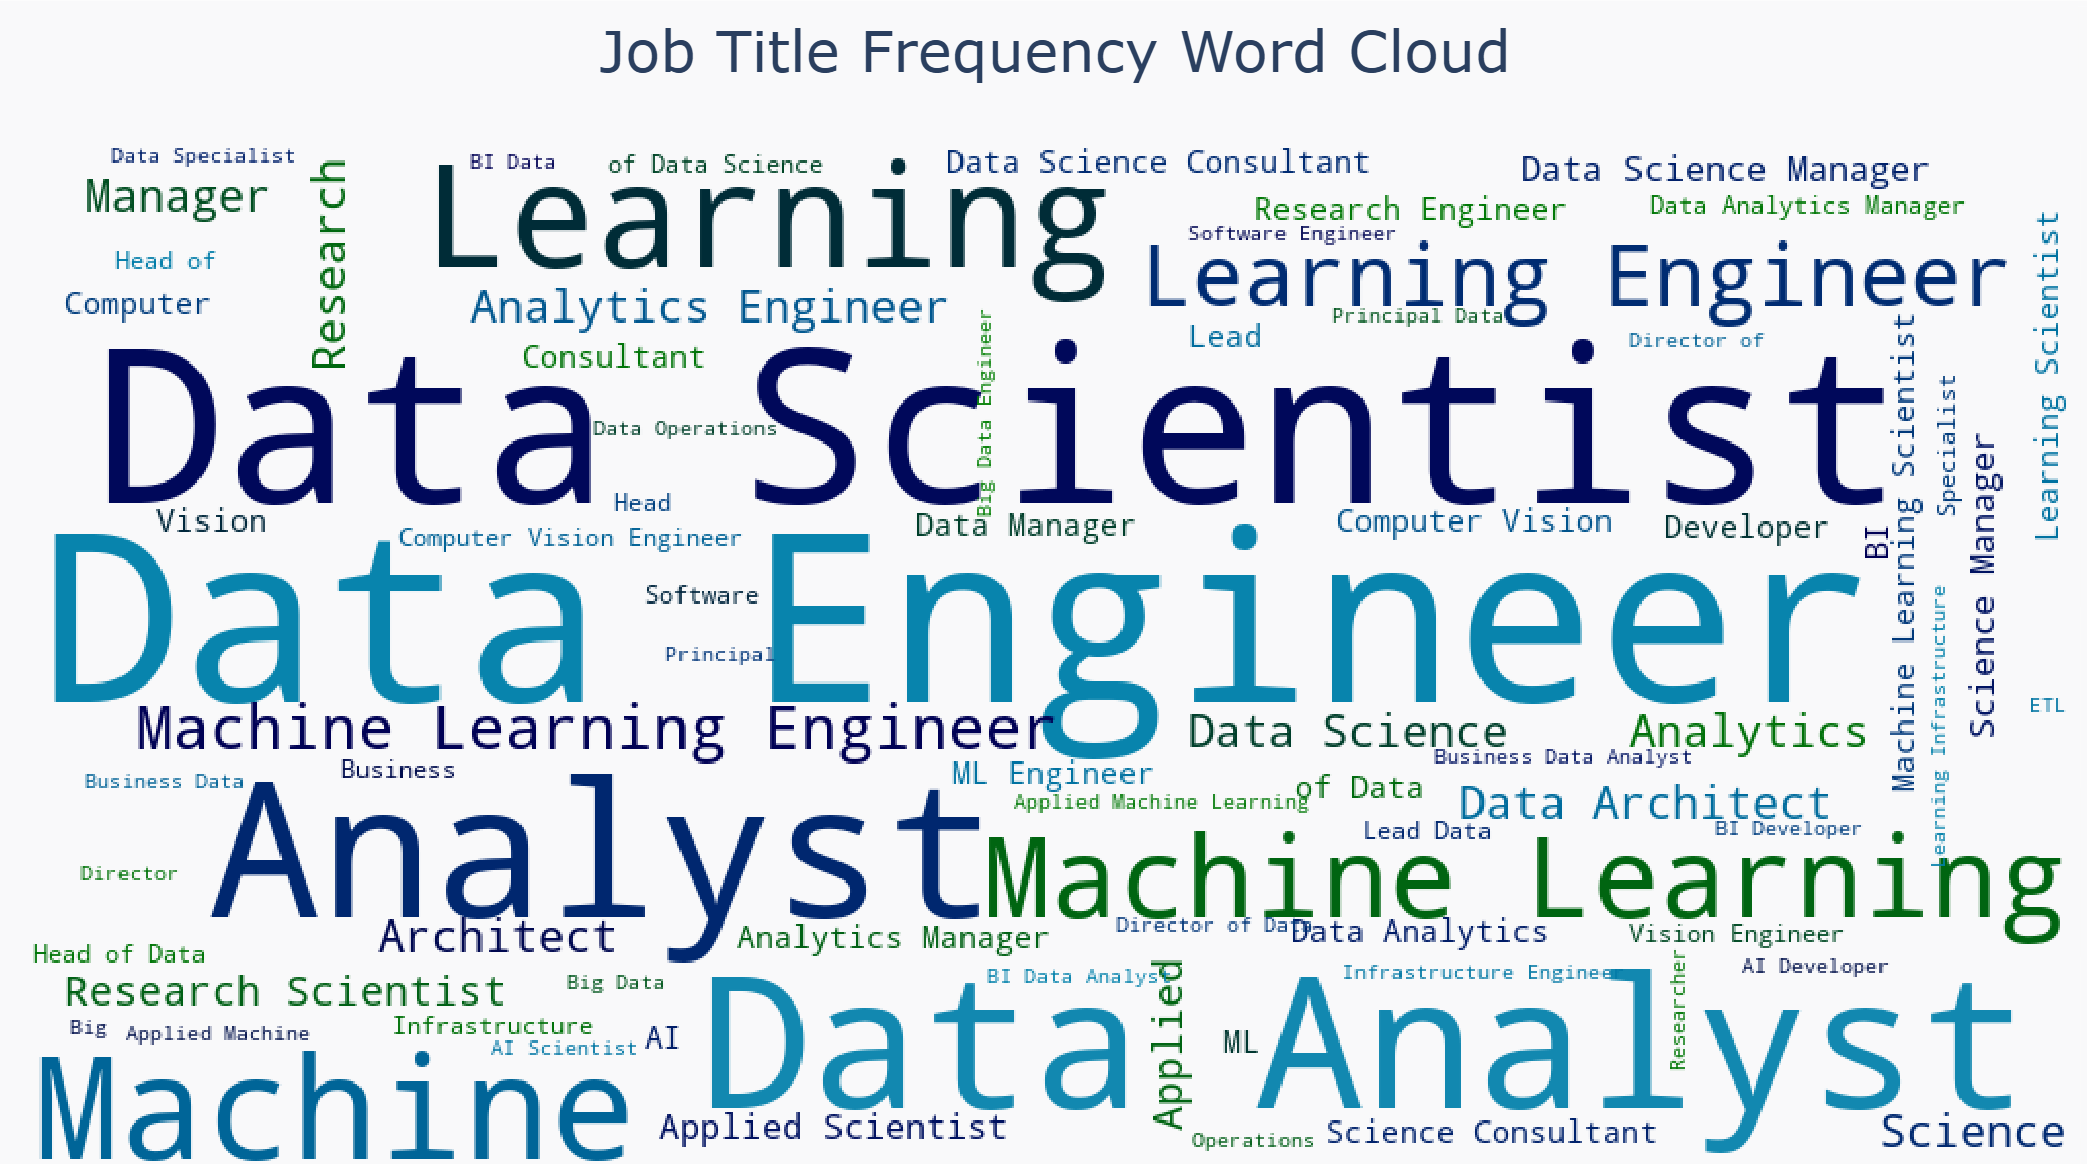 Job Title Frequency Word Cloud
Data Specialist
BI Data
of Data Science
Data Science Consultant
Data Science Manager
Manager
Research
Learning
Research Engineer
Data Analytics Manager
Software Engineer
Head of
Learning Engineer
Learning Scientist
Computer
Analytics Engineer
Principal Data
Lead
Director of
Consultant
Big Data Engineer
Machine Learning Scientist
Data Scientist
Specialist
Data Operations
Science Manager
Head
Vision
Data Manager
Computer Vision
Developer
BI
Computer Vision Engineer
Data Engineer
Software
Learning Infrastructure
Principal
ETL
Machine Learning Engineer
Data Science
Analytics
Business Data Analyst
Business
Business Data
ML Engineer
of Data
Applied Machine Learning
Data Architect
Lead Data
BI Developer
Analyst
Machine Learning
Director
Architect
Analytics Manager
Director of Data
Data Analytics
Vision Engineer
Head of Data
AI Developer
Research Scientist
Big Data
BI Data Analyst
Infrastructure Engineer
Researcher
Applied
Big
Applied Machine
Infrastructure
AI Scientist
AI
Data Analyst
ML
Machine
Applied Scientist
Operations
Science Consultant
Science